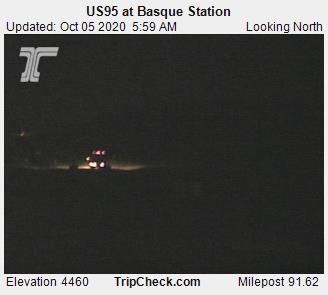 US95 at Basque Station
Updated: Oct 05 2020 5:59 AM Looking North
Elevation 4460 TripCheck.com Milepost 91.62